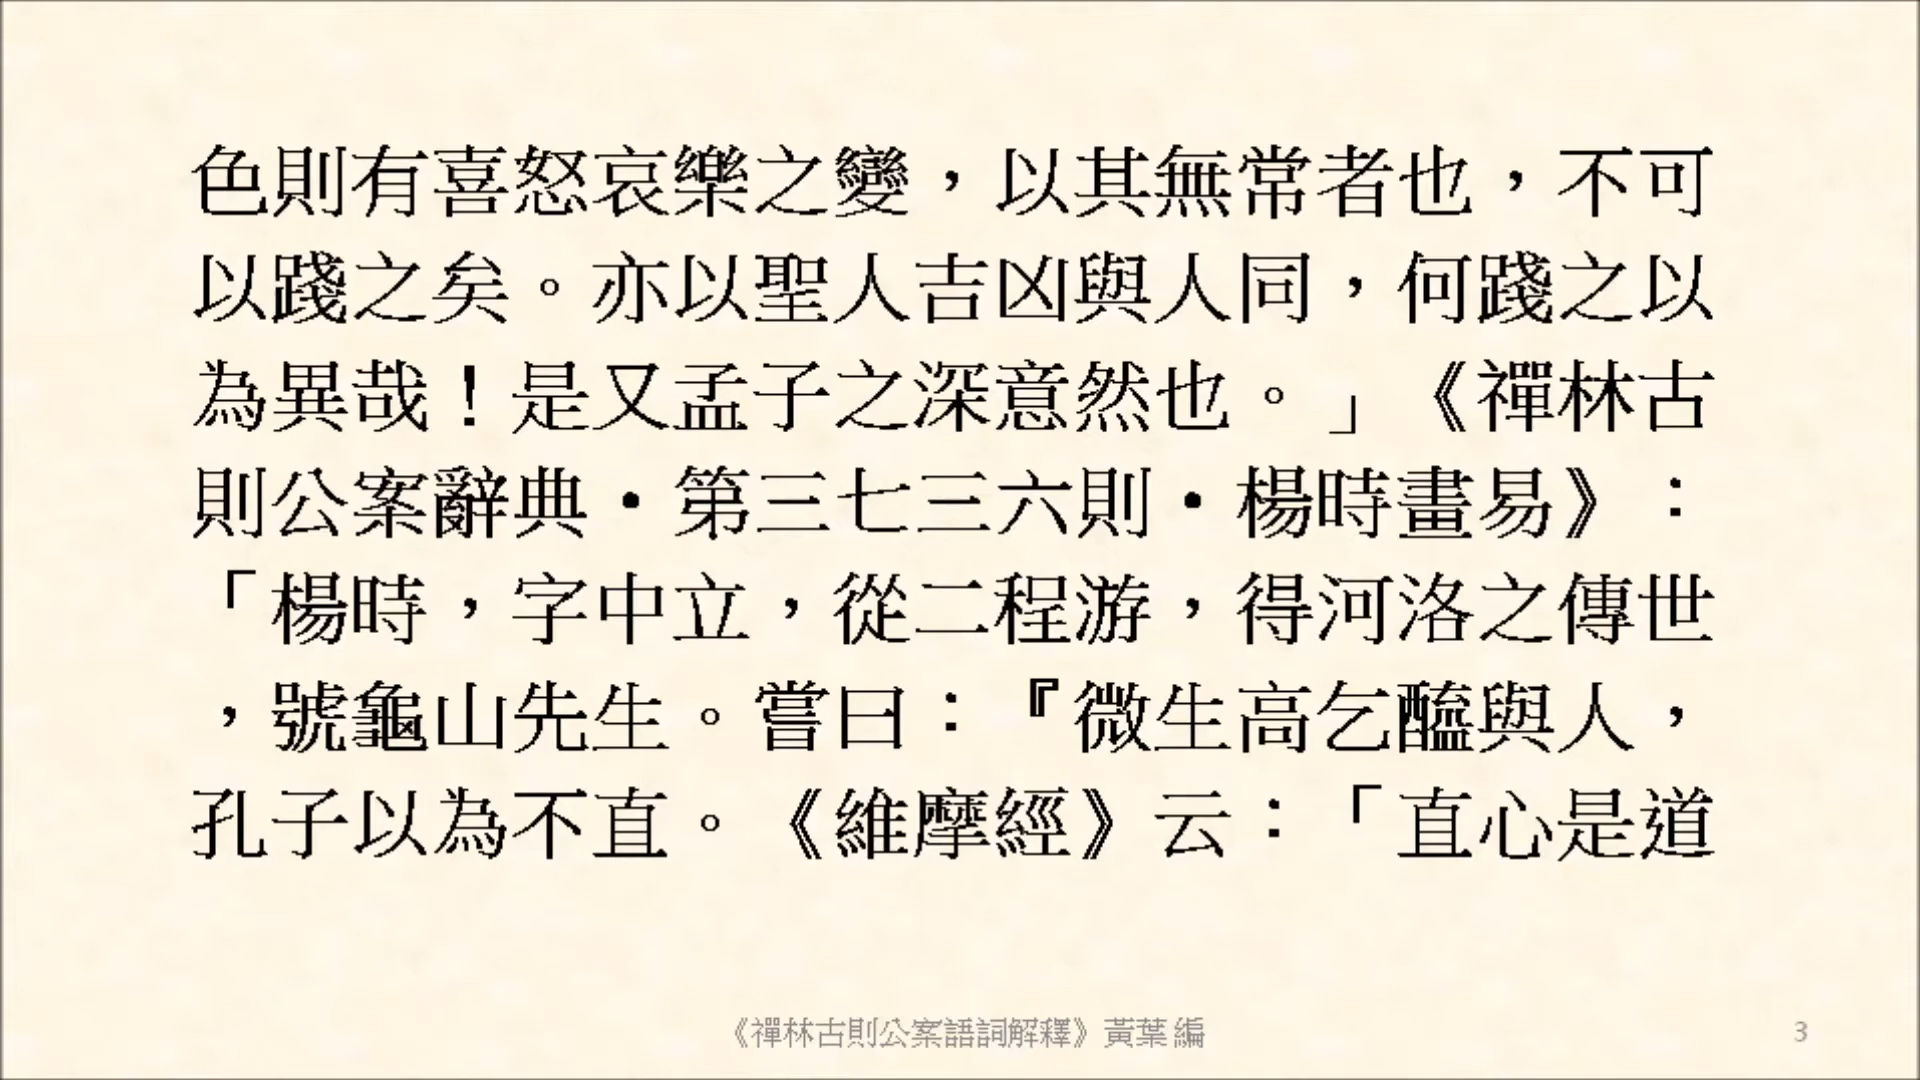 色則有喜怒哀樂之變，以其無常者也，不可
以踐之矣。亦以聖人吉凶與人同，何踐之以
為異哉！是又孟子之深意然也。」《禪林古
則公案辭典‧第三七三六則‧楊時畫易》：
「楊時，字中立，從二程游，得河洛之傳世
，號龜山先生。嘗曰：『微生高乞醯與人，
孔子以為不直。《維摩經》云：「直心是道
《禪林古則公案語詞解釋》黃葉 編
3